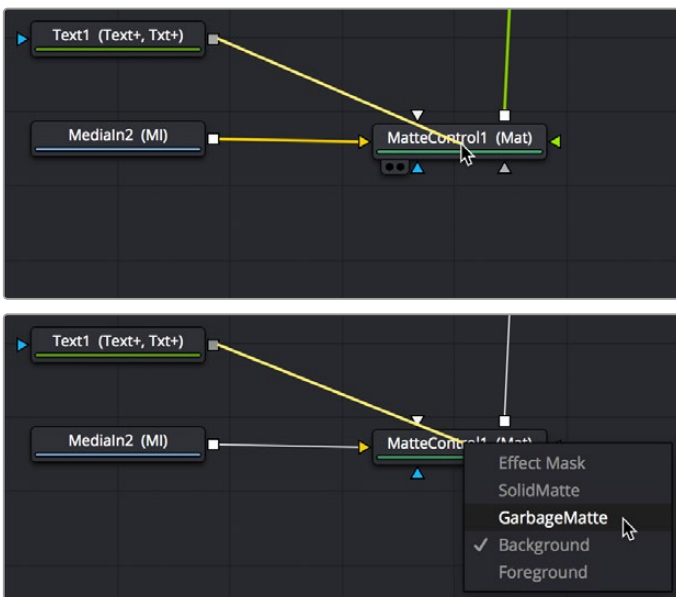 Text1 (Text+, Txt+)
MediaIn2 (MI)
MatteControl1 (Mat)
Text1 (Text+, Txt+)
MediaIn2 (MI)
MatteControl1 (Mat)
Effect Mask
SolidMatte
GarbageMatte
Background
Foreground